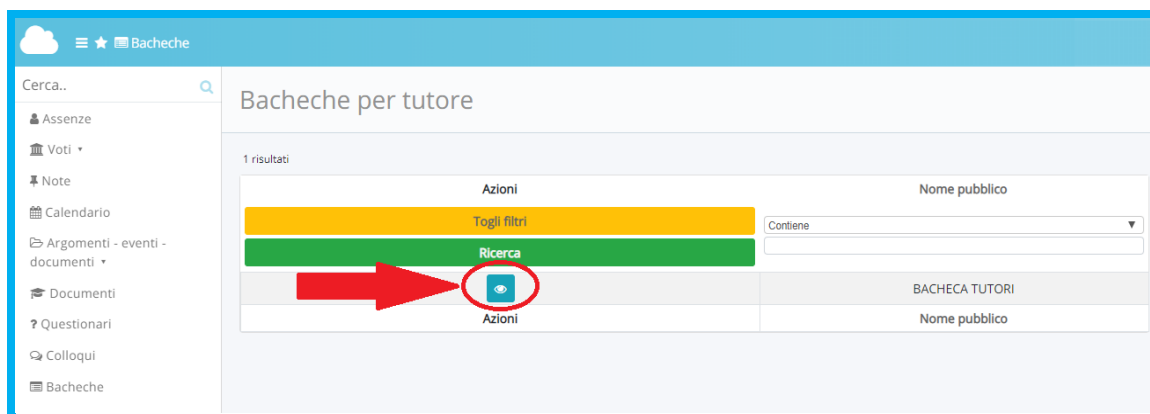 Bacheche
Cerca..
Assenze
Voti
Note
Calendario
Argomenti - eventi -
documenti
Documenti
? Questionari
Colloqui
Bacheche
Bacheche per tutore
1 risultati
Azioni
Nome pubblico
Togli filtri
Contiene
Ricerca
BACHECA TUTORI
Azioni
Nome pubblico